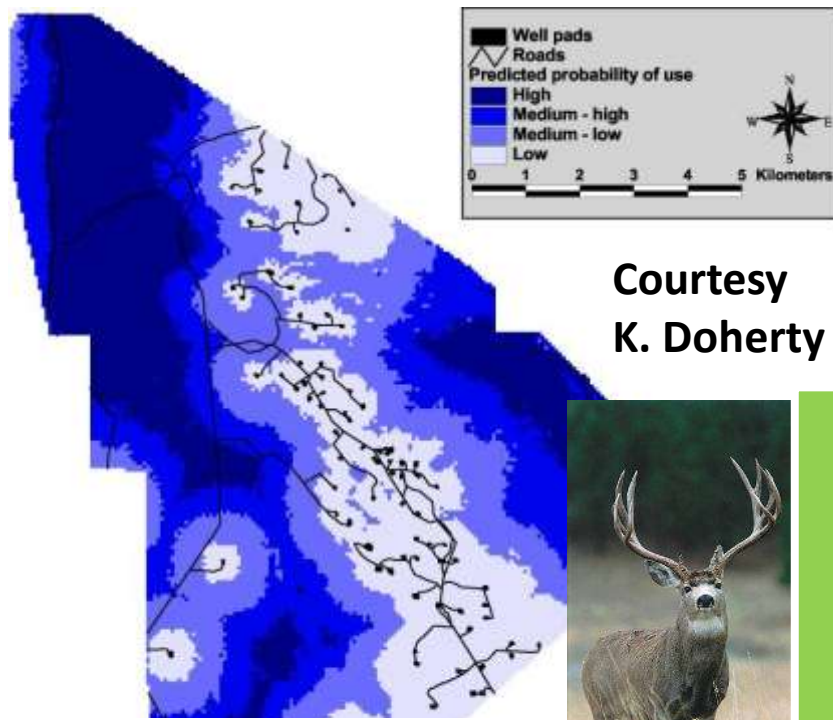 Well pads
Roads
Predicted probability of use
High
Medium - high
Medium - low
Low
N
W E
S
0 1 2 3 4 5 Kilometers
Courtesy
K. Doherty